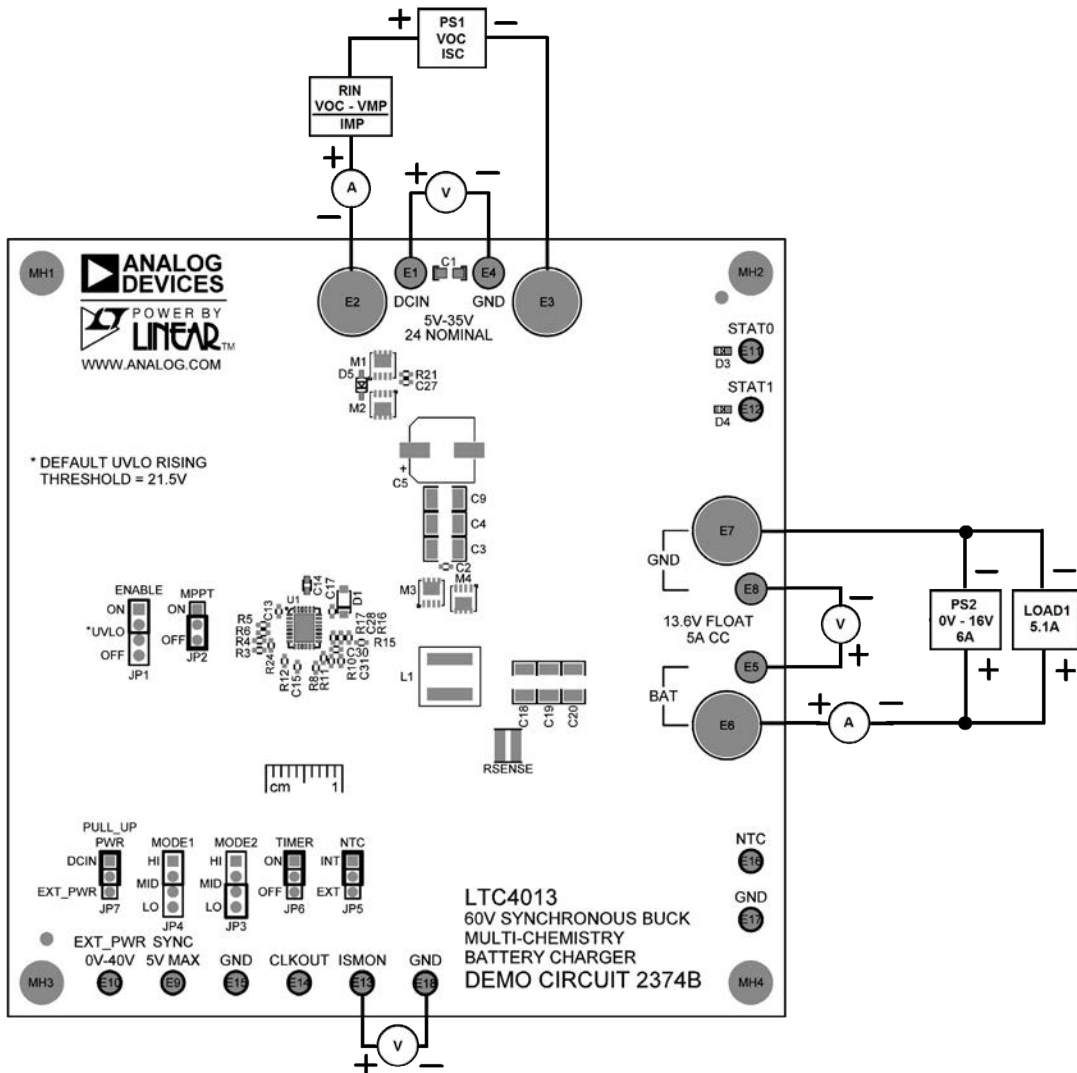 +
PS1
VOC
ISC
−
RIN
VOC - VMP
IMP
+
A
−
+
V
−
MH1
ANALOG
DEVICES
POWER BY
LINEAR™
WWW.ANALOG.COM
E2
E1
C1
E4
E3
DCIN
GND
5V-35V
24 NOMINAL
MH2
STAT0
E11
D3
STAT1
E12
D4
M1
D5
R21
C27
M2
* DEFAULT UVLO RISING
THRESHOLD = 21.5V
+
C5
C9
C4
C3
C2
M3
M4
E7
GND
E8
13.6V FLOAT
5A CC
E5
BAT
E6
−
V
+
+
A
−
−
PS2
0V - 16V
6A
+
−
LOAD1
5.1A
+
ENABLE
ON
*UVLO
OFF
JP1
MPPT
ON
OFF
JP2
C13
U1
C14
C17
D1
R5
R6
R4
R3
R24
R12
C15
R8
R11
R10
C31
C30
R17
C28
R16
R15
L1
C18
C19
C20
RSENSE
cm 1
PULL_UP
PWR
DCIN
EXT_PWR
JP7
MODE1
HI
MID
LO
JP4
MODE2
HI
MID
LO
JP3
TIMER
ON
OFF
JP6
NTC
INT
EXT
JP5
NTC
E16
GND
E17
LTC4013
60V SYNCHRONOUS BUCK
MULTI-CHEMISTRY
BATTERY CHARGER
DEMO CIRCUIT 2374B
MH3
EXT_PWR
0V-40V
E10
SYNC
5V MAX
E9
GND
E15
CLKOUT
E14
ISMON
E13
GND
E18
MH4
+
V
−